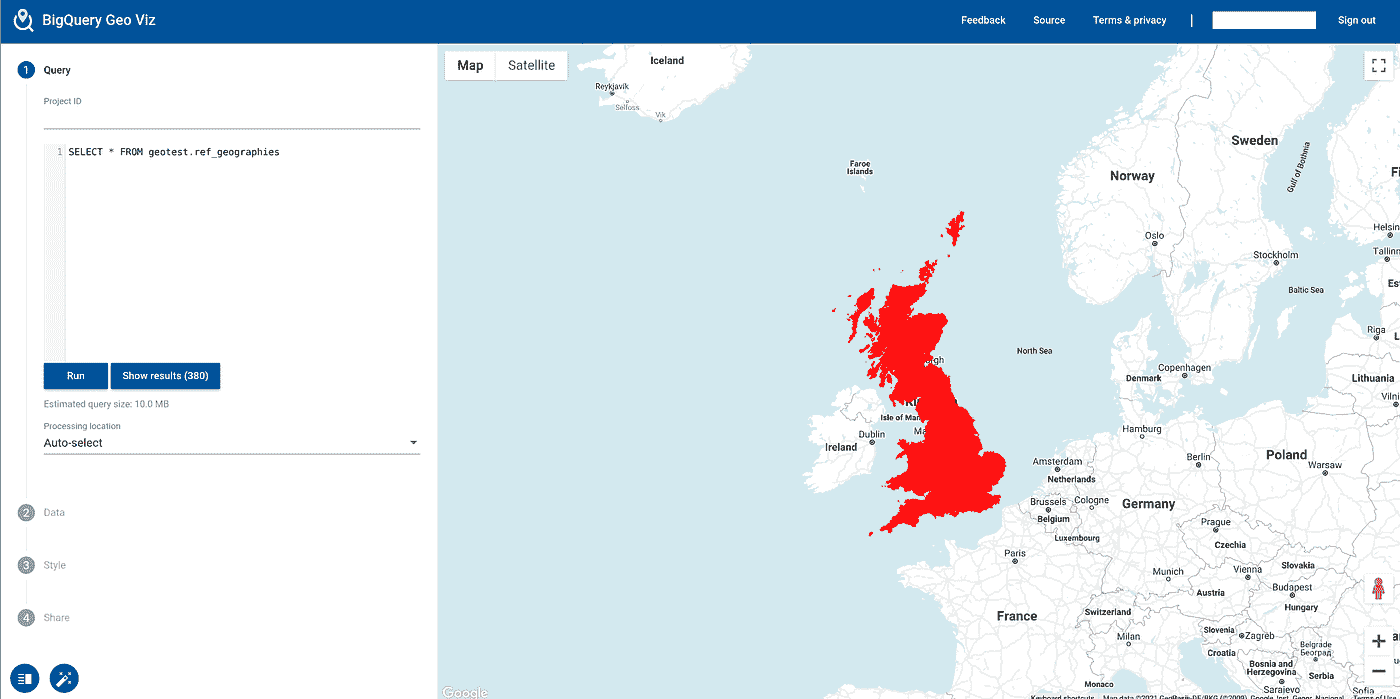 BigQuery Geo Viz
Feedback
Source
Terms & privacy
|
Sign out
1
Query
Project ID
1 SELECT * FROM geotest.ref_geographies
Run
Show results (380)
Estimated query size: 10.0 MB
Processing location
Auto-select
2
Data
3
Style
4
Share
Map
Satellite
Iceland
Reykjavik
Selfoss
Vik
Faroe
Islands
Sweden
Norway
Gulf of Bothnia
Oslo
Helsin
Tallinn
Stockholm
Baltic Sea
Es
Riga
North Sea
Copenhagen
Denmark
Lithuania
Viln
Isle of Man
Dublin
Ireland
Hamburg
Berlin
Poland
Warsaw
Amsterdam
Netherlands
Brussels
Cologne
Belgium
Germany
Luxembourg
Prague
Czechia
Paris
Munich
Vienna
Slovakia
Budapest
Austria
Hungary
France
Switzerland
Milan
Slovenia
Zagreb
Croatia
Belgrade
Београд
Bosnia and
Herzegovina
Serbia
Monaco
Sarajevo
Sofia
Google
Keyboard shortcuts
Map data ©2021 GeoBasis-DE/BKG (©2009), Google, Inst. Geogr. Nacional
Terms of Use